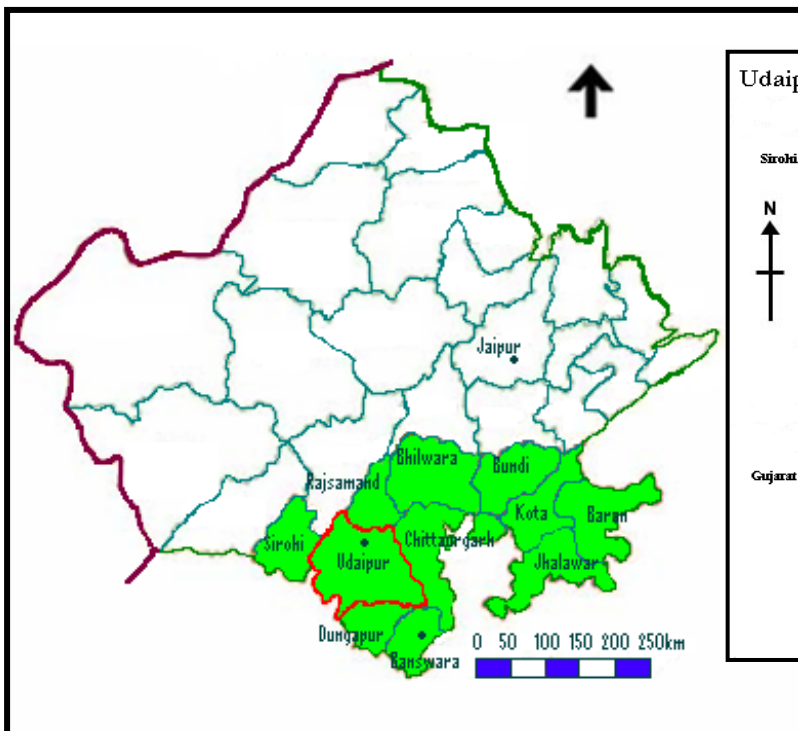 Udaip
Sirohi
N
Jaipur
Bhilwara
Bundi
Rajsamand
Gujarat
Kota
Baran
Sirohi
Chittaorgarh
Udaipur
Jhalawar
Dungapur
0 50 100 150 200 250km
Banswara